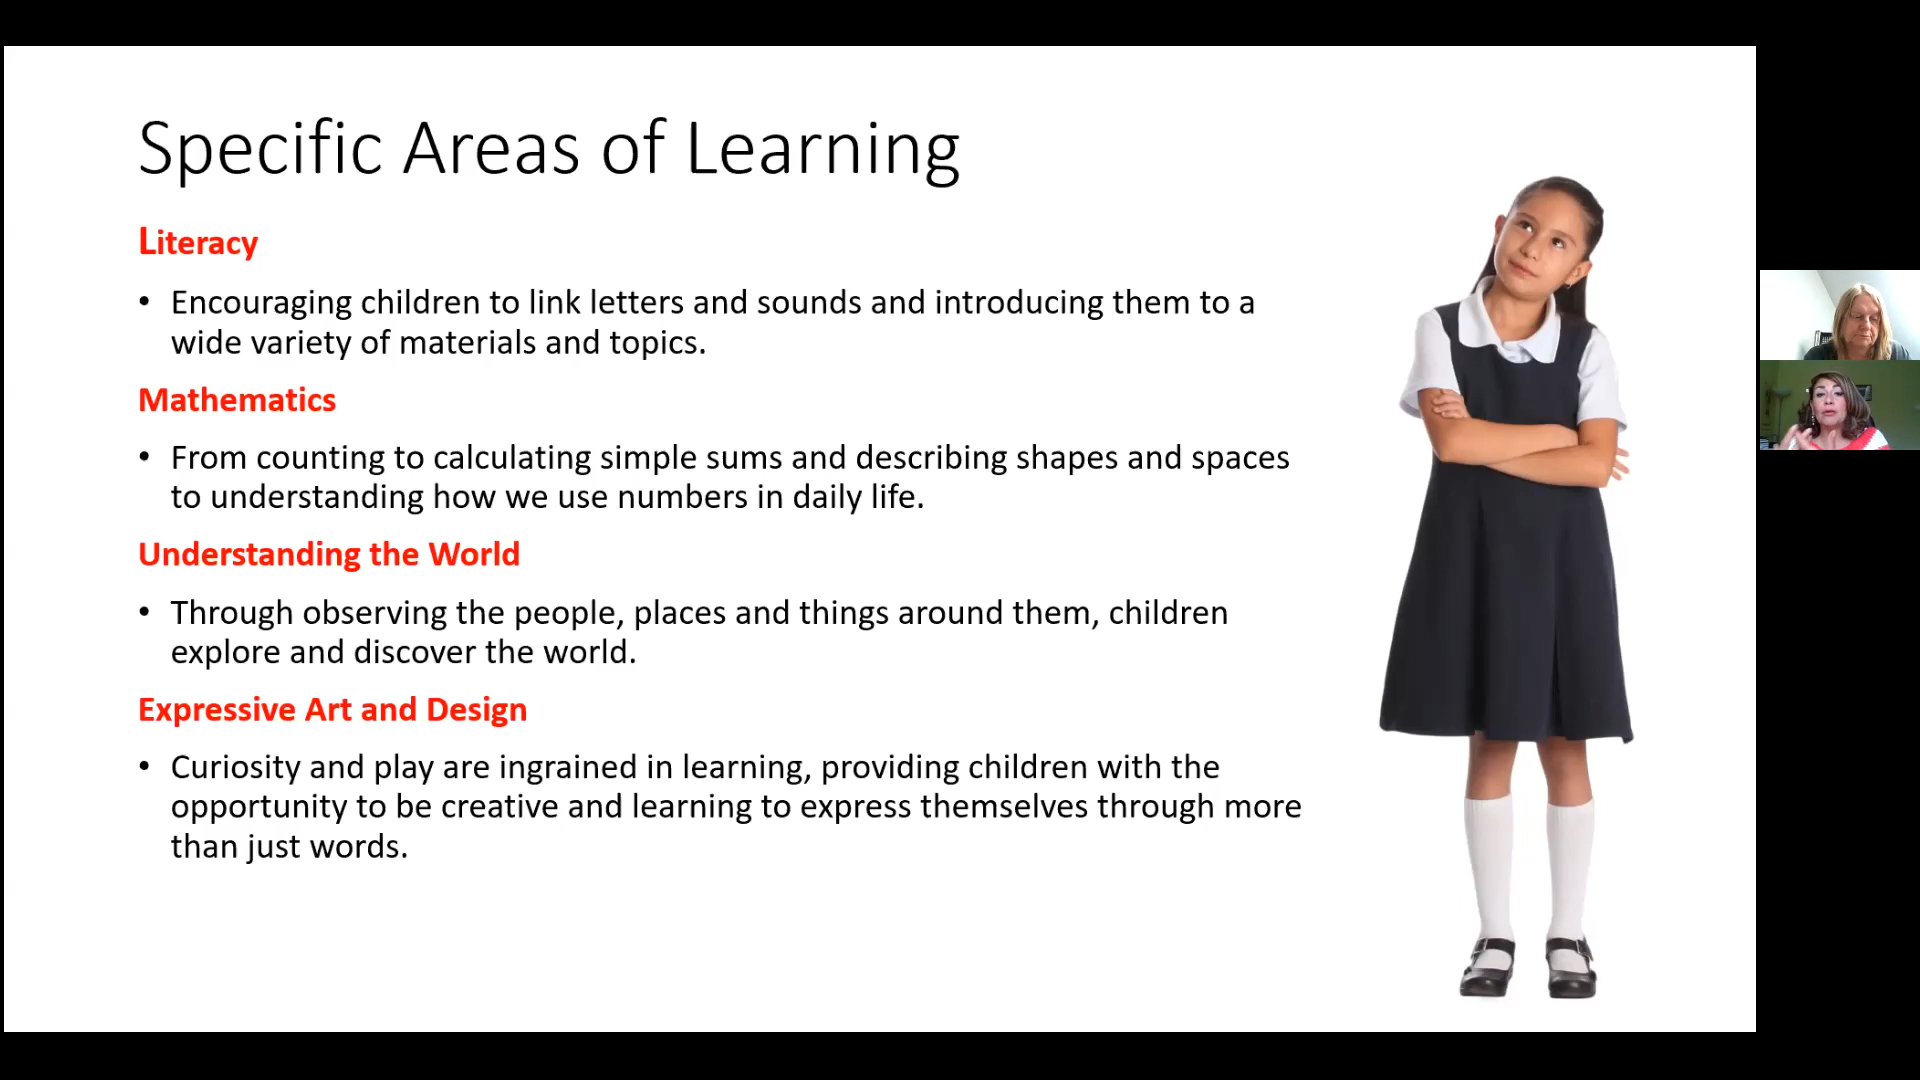 Specific Areas of Learning
Literacy
• Encouraging children to link letters and sounds and introducing them to a
wide variety of materials and topics.
Mathematics
• From counting to calculating simple sums and describing shapes and spaces
to understanding how we use numbers in daily life.
Understanding the World
• Through observing the people, places and things around them, children
explore and discover the world.
Expressive Art and Design
• Curiosity and play are ingrained in learning, providing children with the
opportunity to be creative and learning to express themselves through more
than just words.